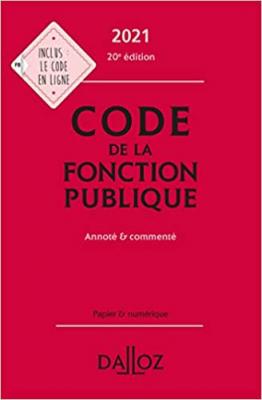 2021
20e édition
INCLUS :
LE CODE
EN LIGNE
CODE
DE LA
FONCTION
PUBLIQUE
Annoté & commenté
Papier & numérique
DALLOZ